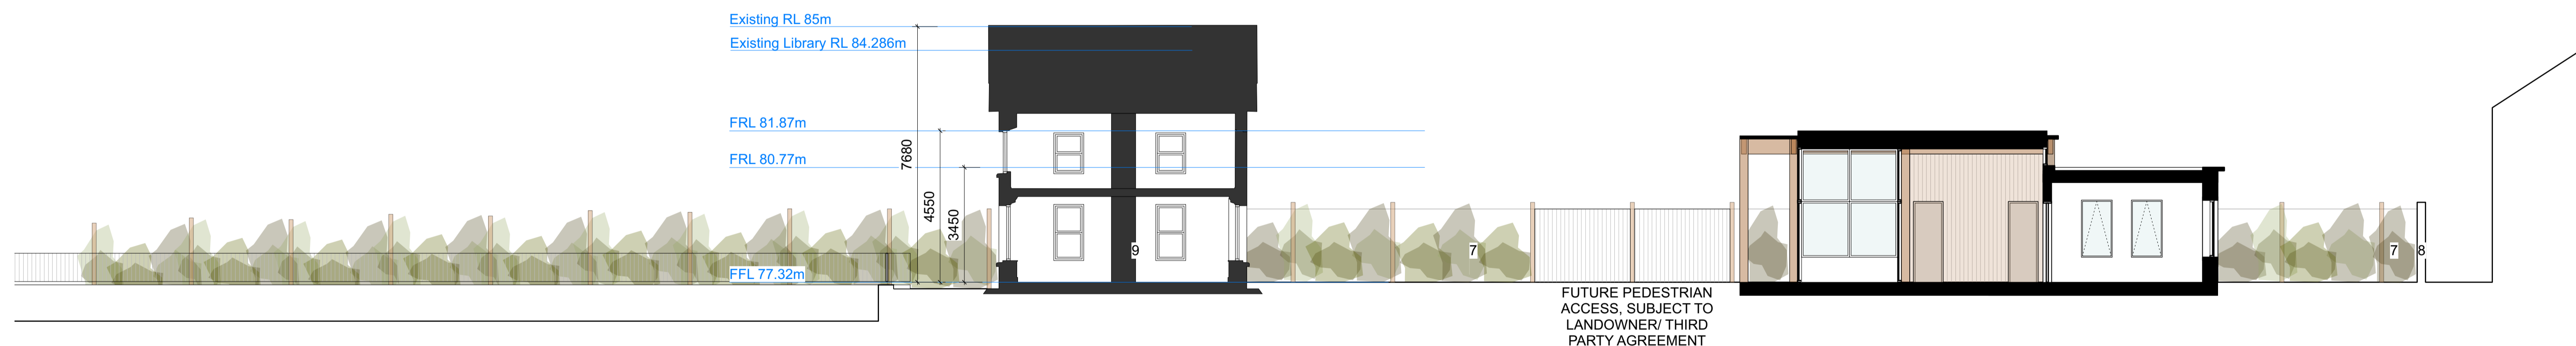 Existing RL 85m
Existing Library RL 84.286m
FRL 81.87m
7680
FRL 80.77m
4550
3450
9
7
7
8
FFL 77.32m
FUTURE PEDESTRIAN
ACCESS, SUBJECT TO
LANDOWNER/ THIRD
PARTY AGREEMENT